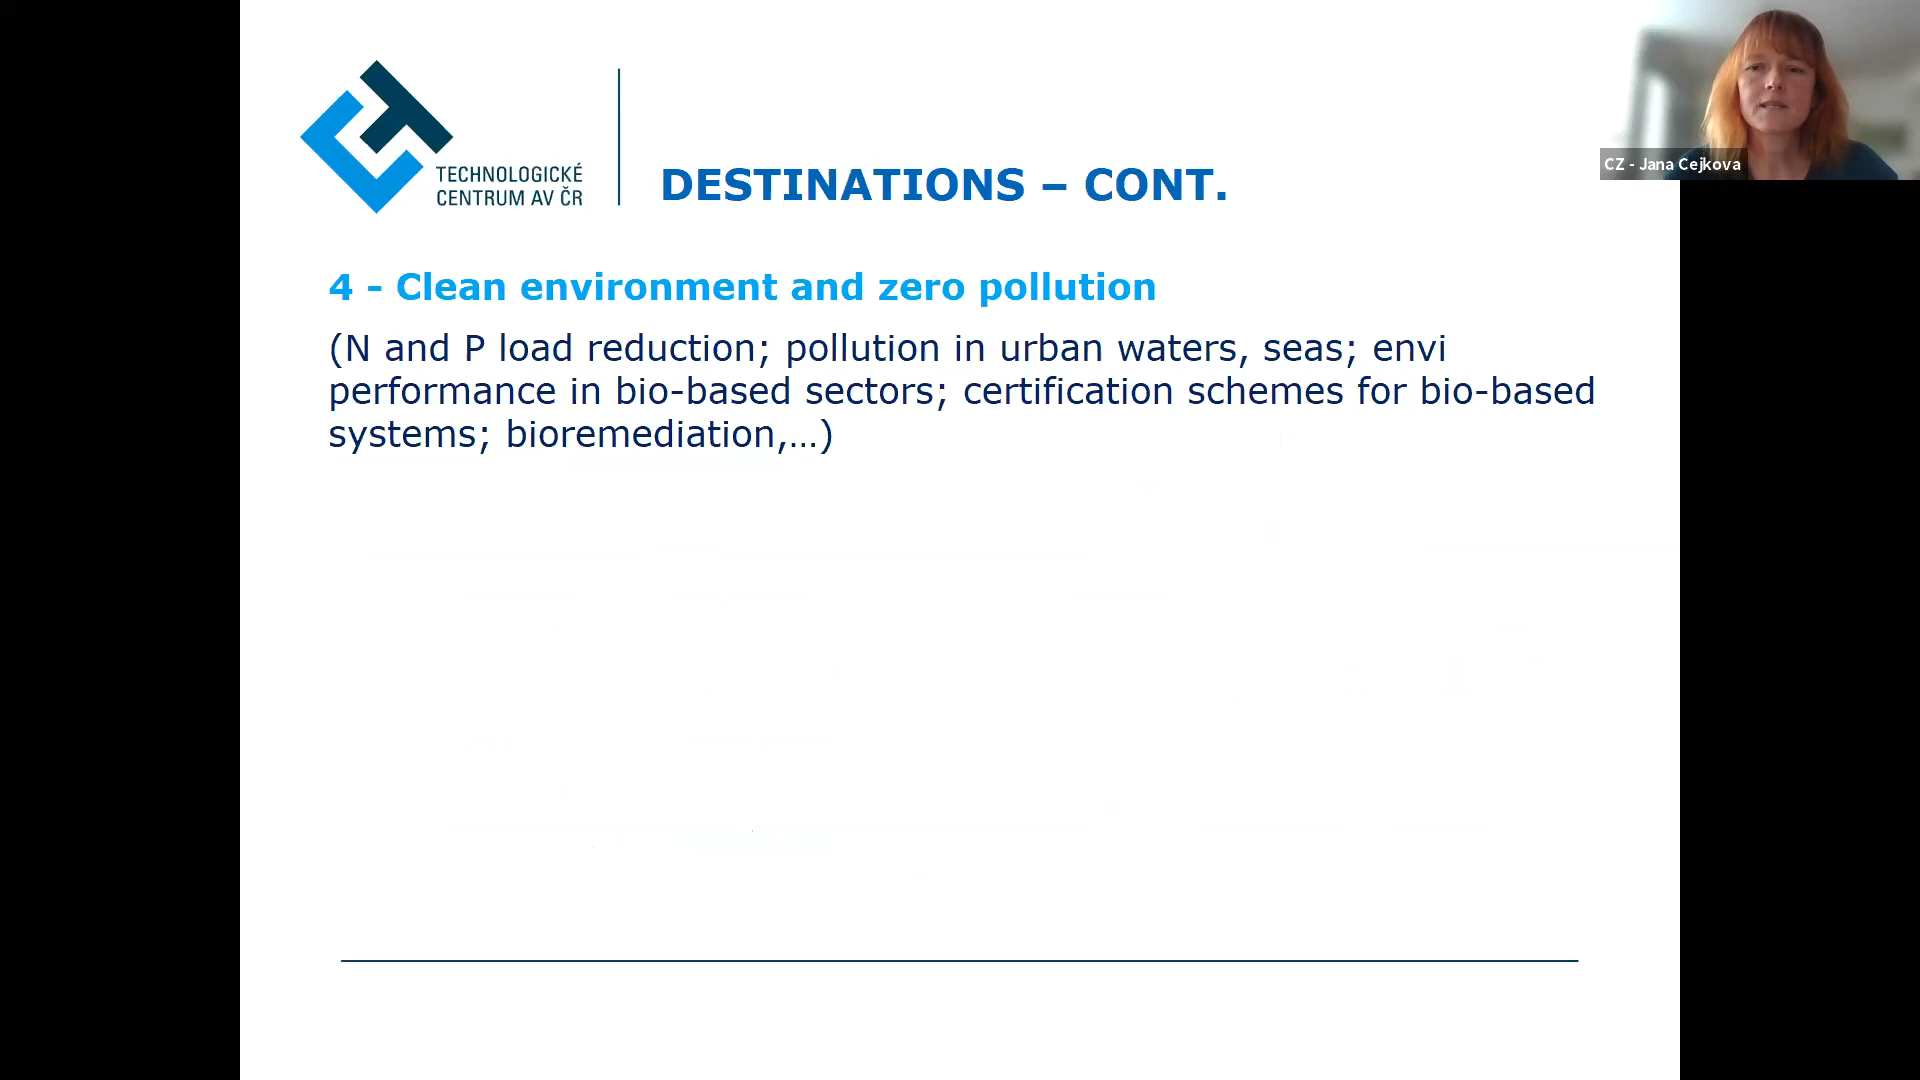 TECHNOLOGICKÉ
CENTRUM AV ČR
DESTINATIONS – CONT.
CZ - Jana Cejkova
4 - Clean environment and zero pollution
(N and P load reduction; pollution in urban waters, seas; envi
performance in bio-based sectors; certification schemes for bio-based
systems; bioremediation,…)